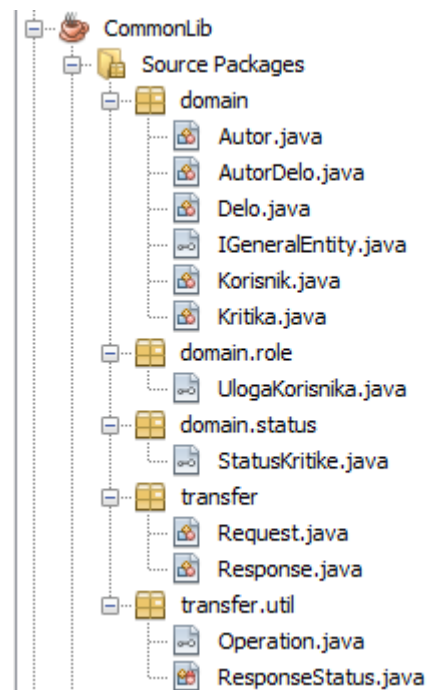 CommonLib
Source Packages
domain
Autor.java
AutorDelo.java
Delo.java
IGeneralEntity.java
Korisnik.java
Kritika.java
domain.role
UlogaKorisnika.java
domain.status
StatusKritike.java
transfer
Request.java
Response.java
transfer.util
Operation.java
ResponseStatus.java